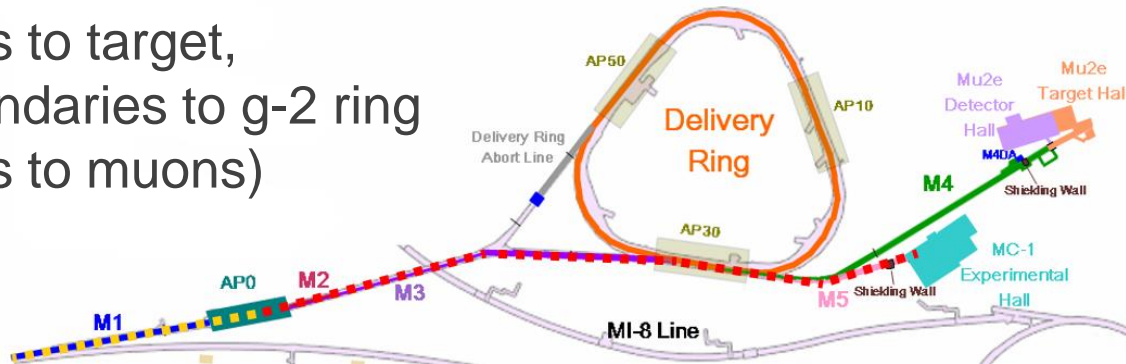 s to target,
ndaries to g-2 ring
s to muons)
AP50
AP10
Delivery
Ring
Delivery Ring
Abort Line
AP30
AP0
M1
M2
M3
M4
M5
MI-8 Line
Mu2e
Detector
Hall
Mu2e
Target Hall
M4DA
Shielding Wall
Shielding Wall
MC-1
Experimental
Hall